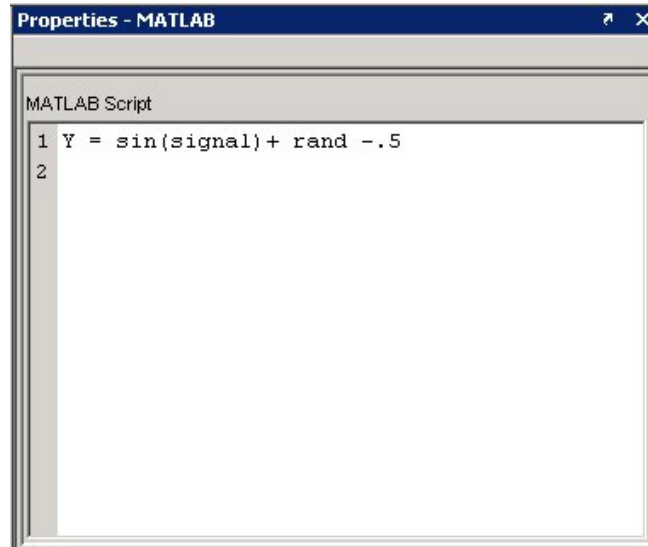 Properties - MATLAB
MATLAB Script
1 Y = sin(signal)+ rand -.5
2